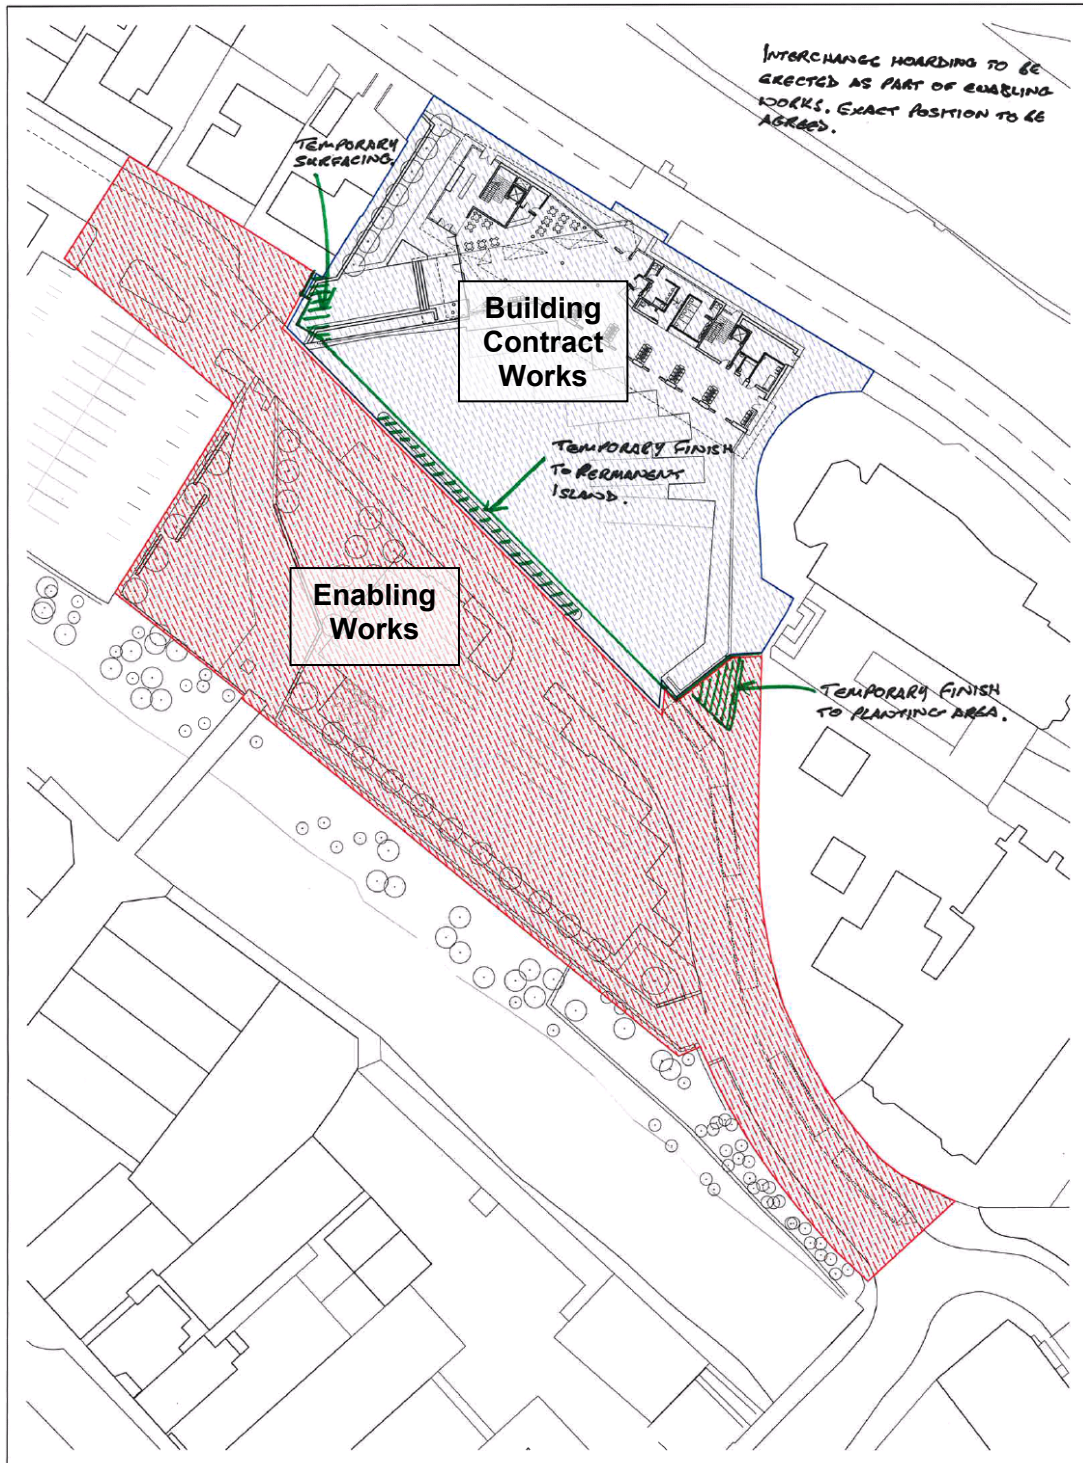 INTERCHANGE HOARDING TO BE
ERECTED AS PART OF ENABLING
WORKS. EXACT POSITION TO BE
AGREED.
TEMPORARY
SURFACING
Building
Contract
Works
TEMPORARY FINISH
TO PERMANENT
ISLAND.
Enabling
Works
TEMPORARY FINISH
TO PLANTING AREA.